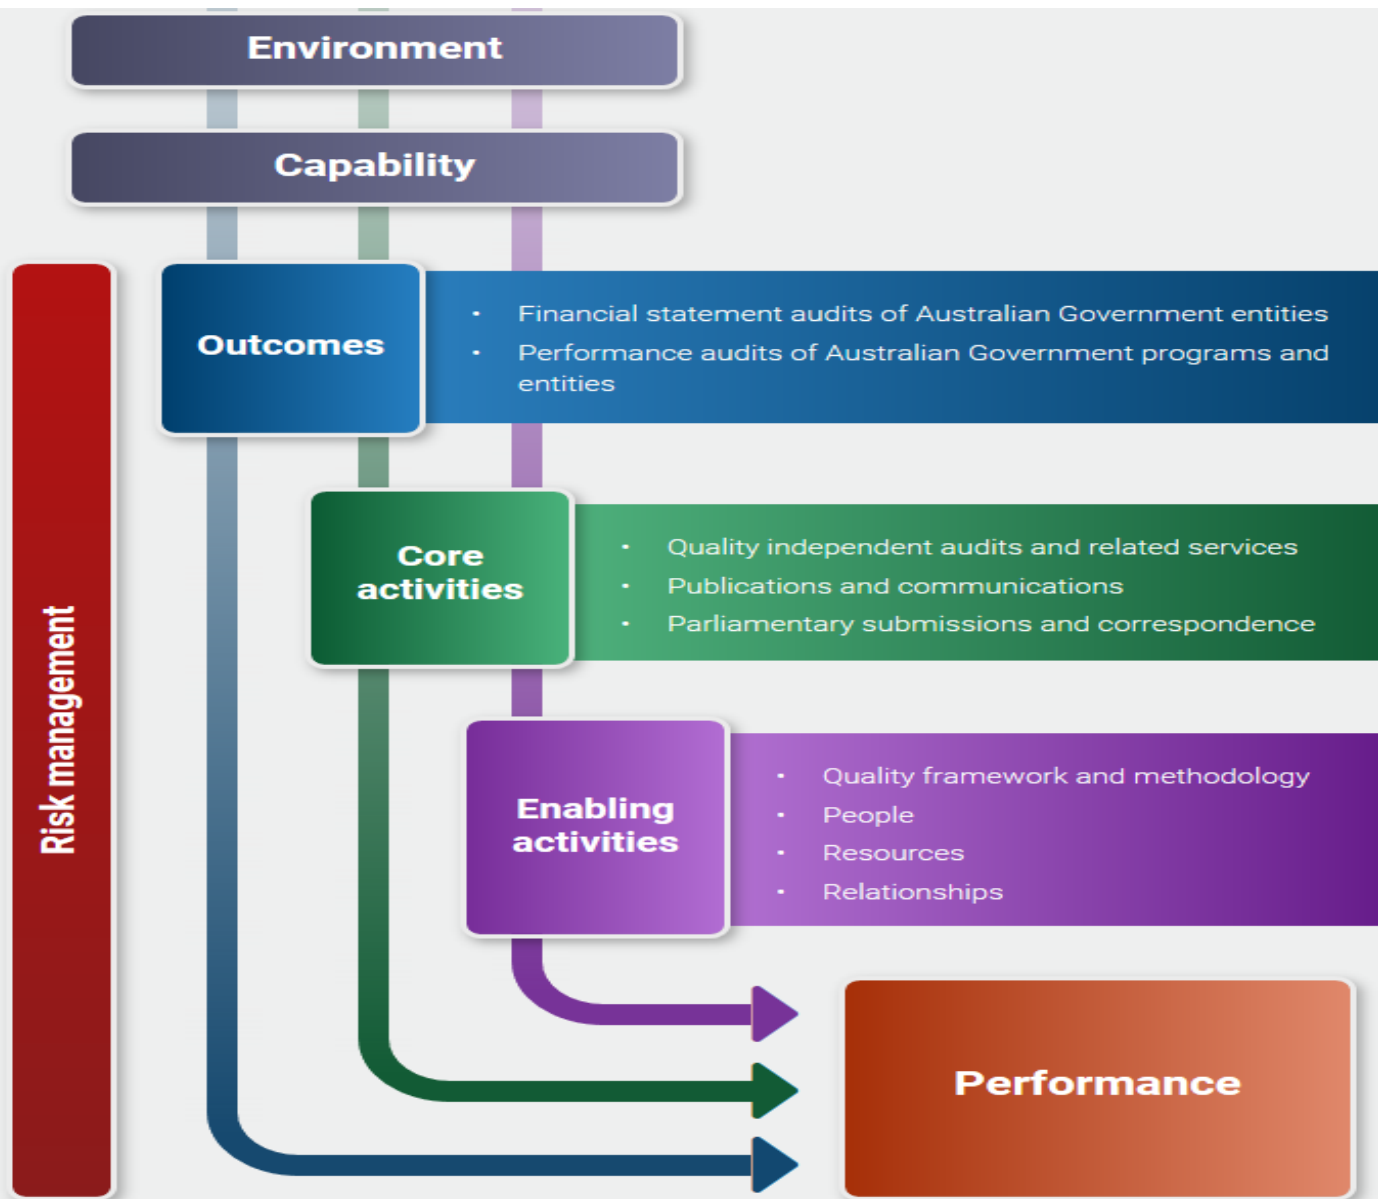 Environment
Capability
Risk management
Outcomes
• Financial statement audits of Australian Government entities
• Performance audits of Australian Government programs and
entities
Core
activities
• Quality independent audits and related services
• Publications and communications
• Parliamentary submissions and correspondence
Enabling
activities
• Quality framework and methodology
• People
• Resources
• Relationships
Performance